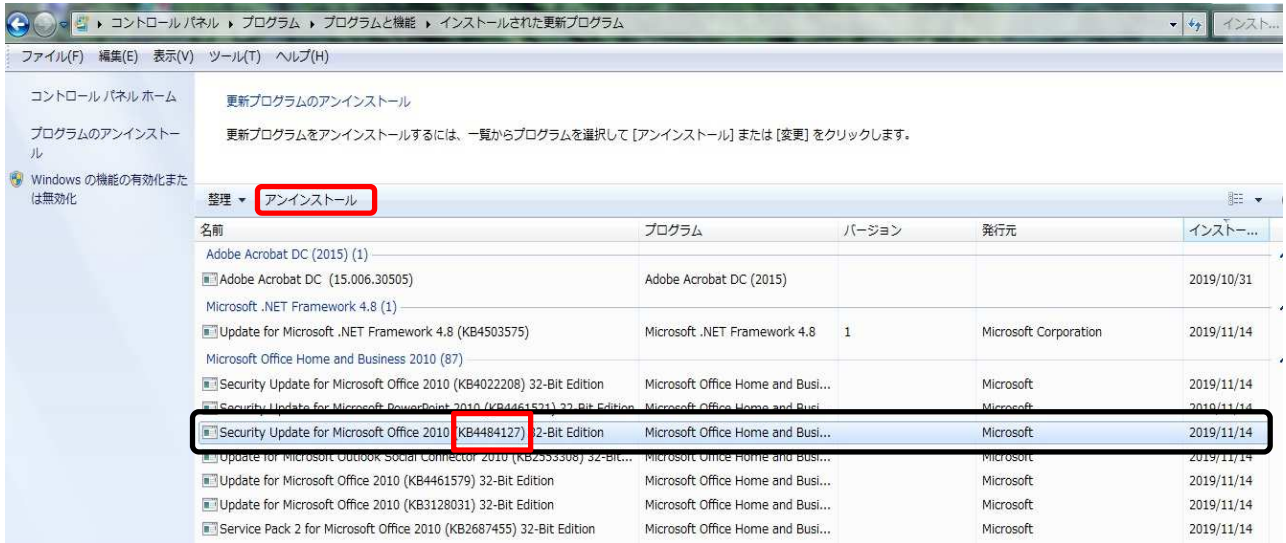 コントロール パネル ▸ プログラム ▸ プログラムと機能 ▸ インストールされた更新プログラム
インスト...
ファイル(F) 編集(E) 表示(V) ツール(T) ヘルプ(H)
コントロール パネル ホーム
プログラムのアンインストー
ル
Windows の機能の有効化また
は無効化
更新プログラムのアンインストール
更新プログラムをアンインストールするには、一覧からプログラムを選択して [アンインストール] または [変更] をクリックします。
整理 ▼ アンインストール
名前 プログラム バージョン 発行元 インストー...
Adobe Acrobat DC (2015) (1)
Adobe Acrobat DC (15.006.30505) Adobe Acrobat DC (2015) 2019/10/31
Microsoft .NET Framework 4.8 (1)
Update for Microsoft .NET Framework 4.8 (KB4503575) Microsoft .NET Framework 4.8 1 Microsoft Corporation 2019/11/14
Microsoft Office Home and Business 2010 (87)
Security Update for Microsoft Office 2010 (KB4022208) 32-Bit Edition Microsoft Office Home and Busi... Microsoft 2019/11/14
Security Update for Microsoft PowerPoint 2010 (KB4461521) 32-Bit Edition Microsoft Office Home and Busi... Microsoft 2019/11/14
Security Update for Microsoft Office 2010 (KB4484127) 32-Bit Edition Microsoft Office Home and Busi... Microsoft 2019/11/14
Update for Microsoft Outlook Social Connector 2010 (KB2553308) 32-Bit... Microsoft Office Home and Busi... Microsoft 2019/11/14
Update for Microsoft Office 2010 (KB4461579) 32-Bit Edition Microsoft Office Home and Busi... Microsoft 2019/11/14
Update for Microsoft Office 2010 (KB3128031) 32-Bit Edition Microsoft Office Home and Busi... Microsoft 2019/11/14
Service Pack 2 for Microsoft Office 2010 (KB2687455) 32-Bit Edition Microsoft Office Home and Busi... Microsoft 2019/11/14